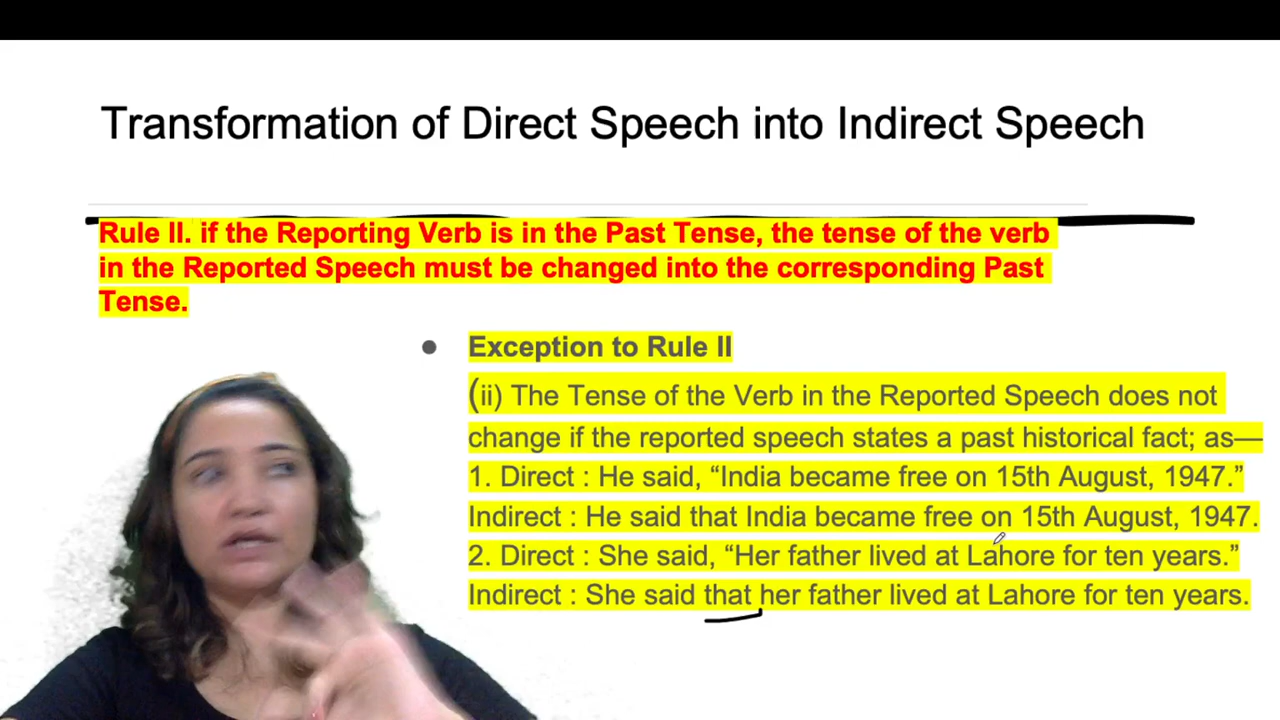 Transformation of Direct Speech into Indirect Speech
Rule II. if the Reporting Verb is in the Past Tense, the tense of the verb
in the Reported Speech must be changed into the corresponding Past
Tense.
● Exception to Rule II
(ii) The Tense of the Verb in the Reported Speech does not
change if the reported speech states a past historical fact; as—
1. Direct : He said, “India became free on 15th August, 1947.”
Indirect : He said that India became free on 15th August, 1947.
2. Direct : She said, “Her father lived at Lahore for ten years.”
Indirect : She said that her father lived at Lahore for ten years.